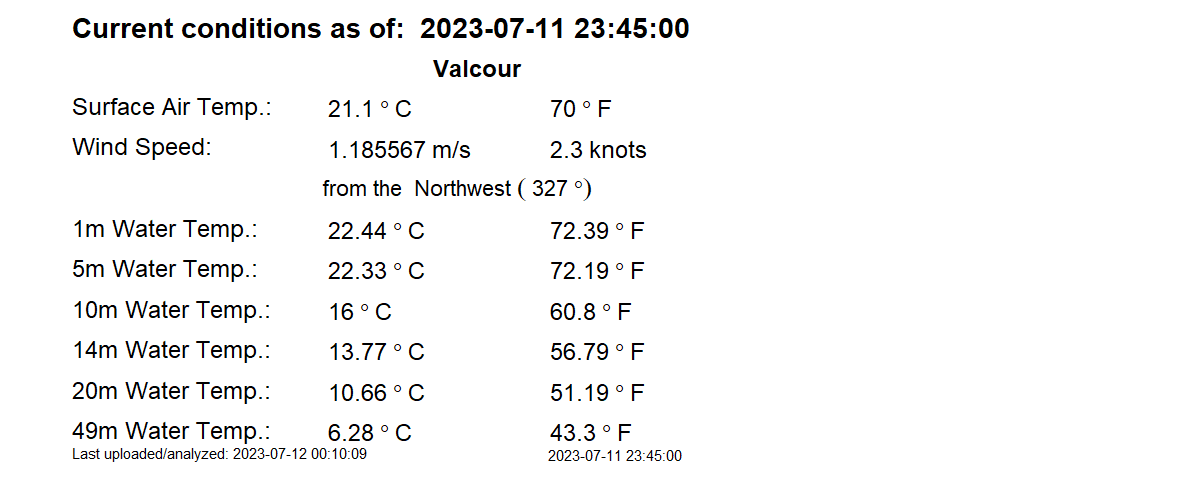 Current conditions as of: 2023-07-11 23:45:00
Valcour
Surface Air Temp.: 21.1 ° C 70 ° F
Wind Speed: 1.185567 m/s 2.3 knots
from the Northwest ( 327 °)
1m Water Temp.: 22.44 ° C 72.39 ° F
5m Water Temp.: 22.33 ° C 72.19 ° F
10m Water Temp.: 16 ° C 60.8 ° F
14m Water Temp.: 13.77 ° C 56.79 ° F
20m Water Temp.: 10.66 ° C 51.19 ° F
49m Water Temp.: 6.28 ° C 43.3 ° F
Last uploaded/analyzed: 2023-07-12 00:10:09 2023-07-11 23:45:00